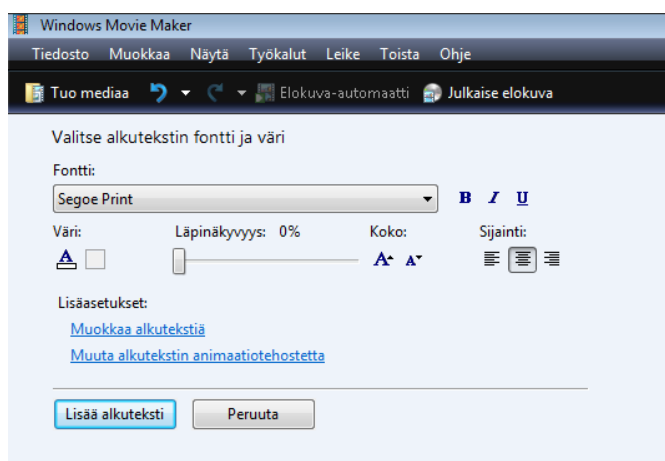 Windows Movie Maker
Tiedosto Muokkaa Näytä Työkalut Leike Toista Ohje
Tuo mediaa Elokuva-automaatti Julkaise elokuva
Valitse alkutekstin fontti ja väri
Fontti:
Segoe Print B I U
Väri: Läpinäkyvyys: 0% Koko: Sijainti:
A A A
Lisäasetukset:
Muokkaa alkutekstiä
Muuta alkutekstin animaatiotehostetta
Lisää alkuteksti Peruuta